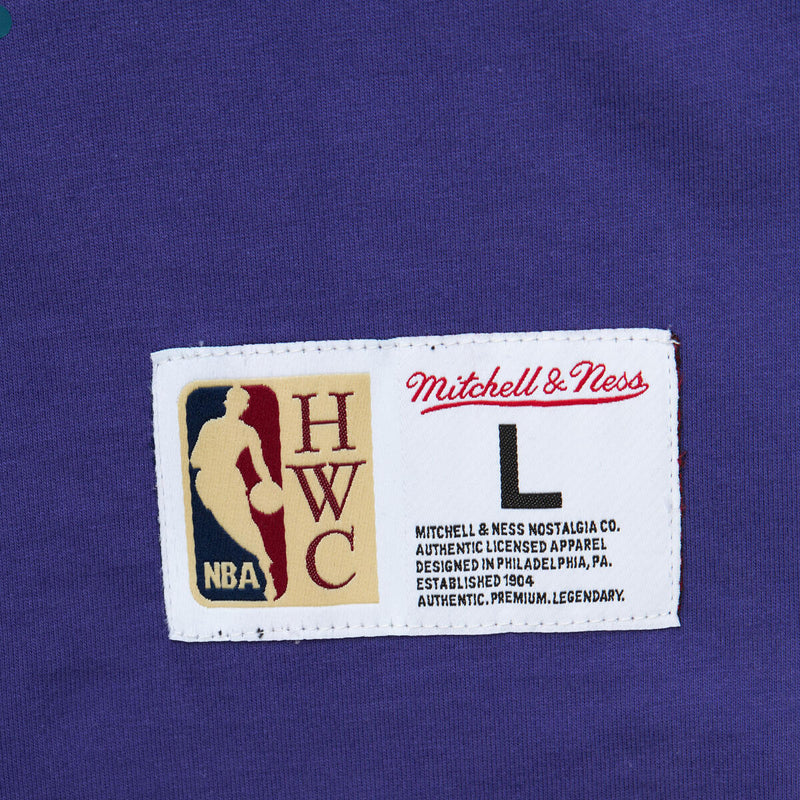 NBA
H
W
C
Mitchell & Ness
L
MITCHELL & NESS NOSTALGIA CO.
AUTHENTIC LICENSED APPAREL
DESIGNED IN PHILADELPHIA, PA.
ESTABLISHED 1904
AUTHENTIC.PREMIUM.LEGENDARY.